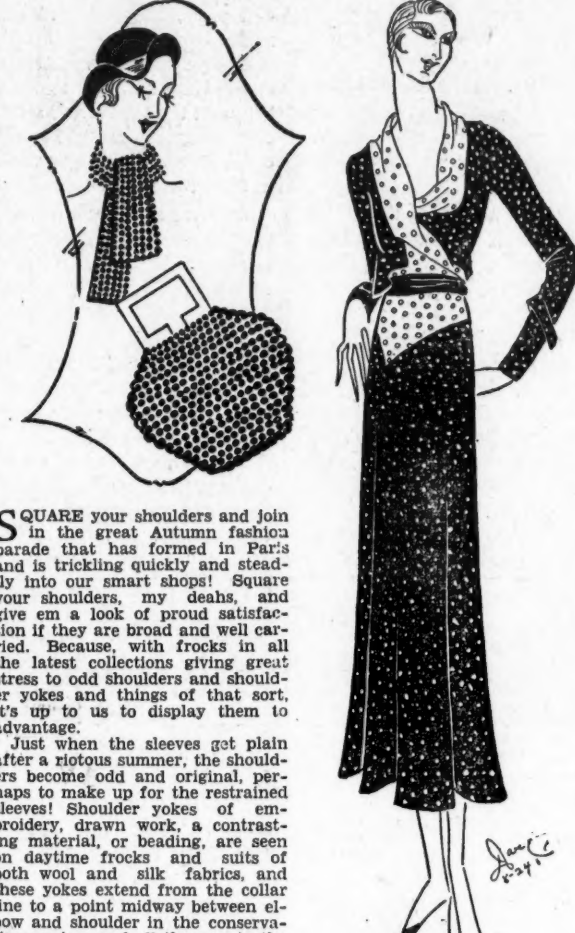 SQUARE your shoulders and join
in the great Autumn fashion
parade that has formed in Paris
and is trickling quickly and stead-
ily into our smart shops! Square
your shoulders, my deahs, and
give em a look of proud satisfac-
tion if they are broad and well car-
ried. Because, with frocks in all
the latest collections giving great
stress to odd shoulders and should-
er yokes and things of that sort,
it's up to us to display them to
advantage.
Just when the sleeves get plain
after a riotous summer, the should-
ers become odd and original, per-
haps to make up for the restrained
sleeves! Shoulder yokes of em-
broidery, drawn work, a contrast-
ing material, or beading, are seen
on daytime frocks and suits of
both wool and silk fabrics, and
these yokes extend from the collar
line to a point midway between el-
bow and shoulder in the conserva-
8-24